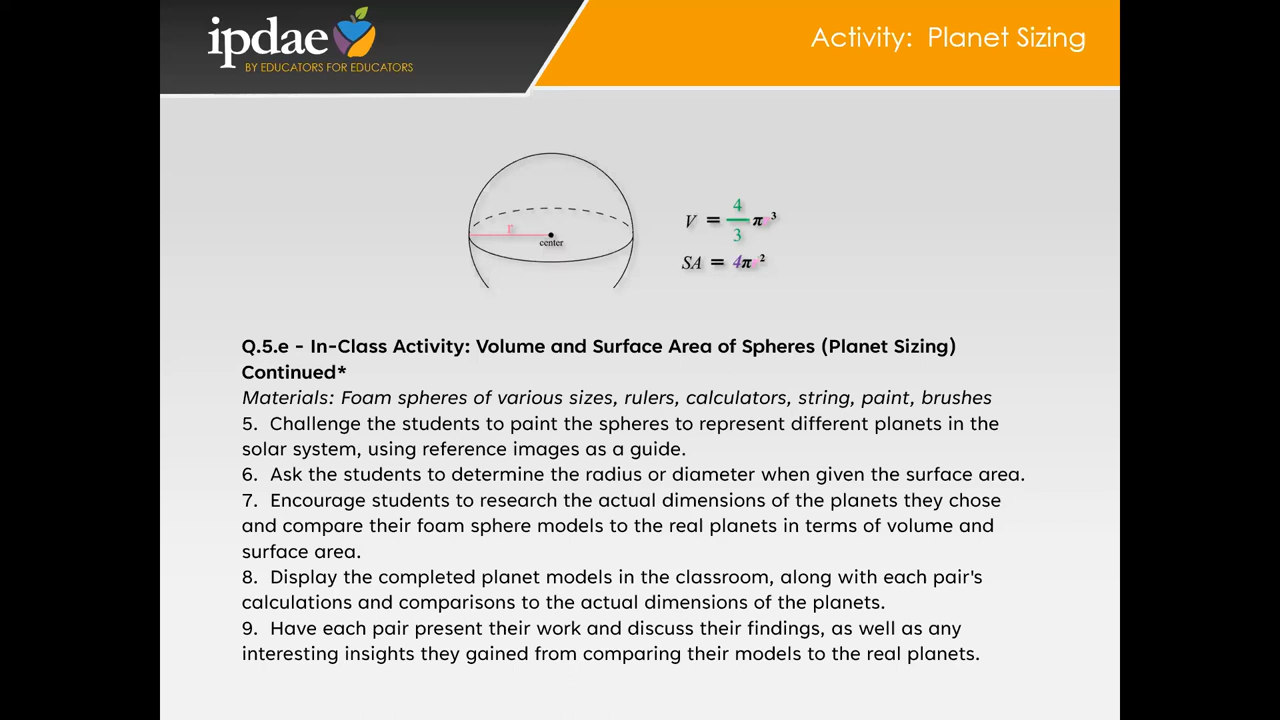 ipdae
BY EDUCATORS FOR EDUCATORS
Activity: Planet Sizing
r
center
V = 4/3 πr³
SA = 4πr²
Q.5.e - In-Class Activity: Volume and Surface Area of Spheres (Planet Sizing)
Continued*
Materials: Foam spheres of various sizes, rulers, calculators, string, paint, brushes
5. Challenge the students to paint the spheres to represent different planets in the
solar system, using reference images as a guide.
6. Ask the students to determine the radius or diameter when given the surface area.
7. Encourage students to research the actual dimensions of the planets they chose
and compare their foam sphere models to the real planets in terms of volume and
surface area.
8. Display the completed planet models in the classroom, along with each pair's
calculations and comparisons to the actual dimensions of the planets.
9. Have each pair present their work and discuss their findings, as well as any
interesting insights they gained from comparing their models to the real planets.